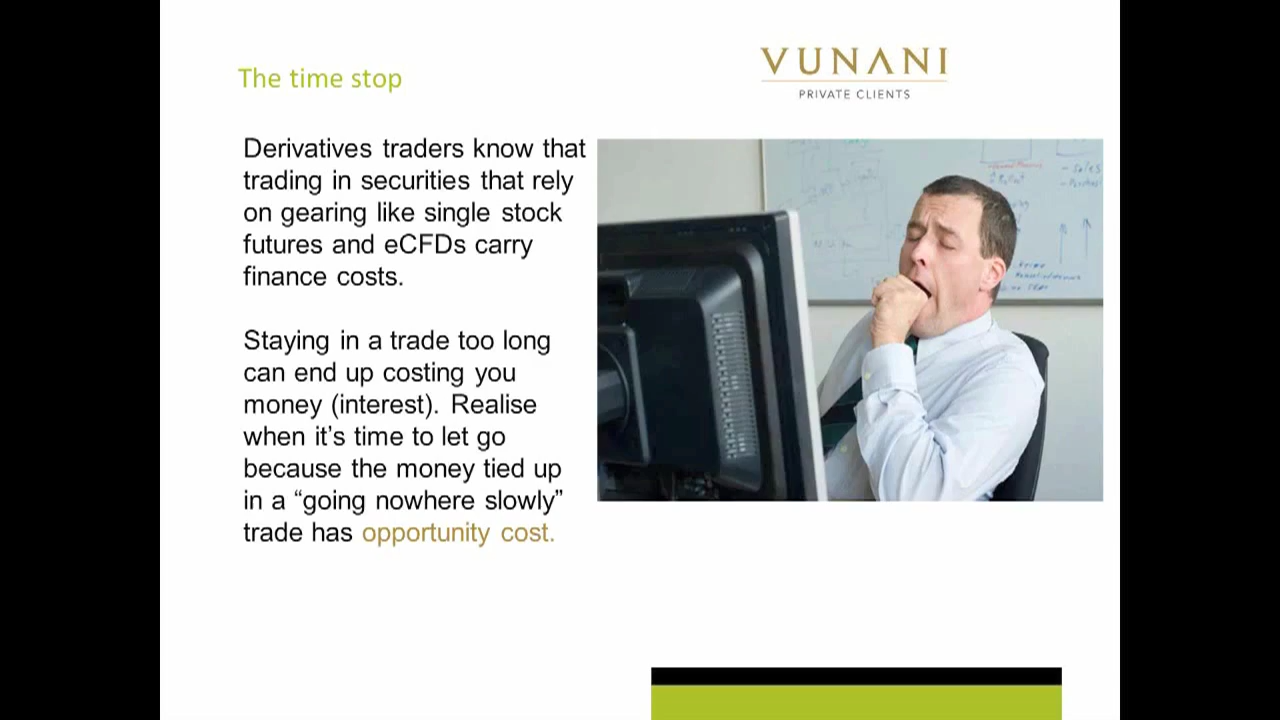 The time stop
VUNANI
PRIVATE CLIENTS
Derivatives traders know that
trading in securities that rely
on gearing like single stock
futures and eCFDs carry
finance costs.
Staying in a trade too long
can end up costing you
money (interest). Realise
when it’s time to let go
because the money tied up
in a “going nowhere slowly”
trade has opportunity cost.
- Sales